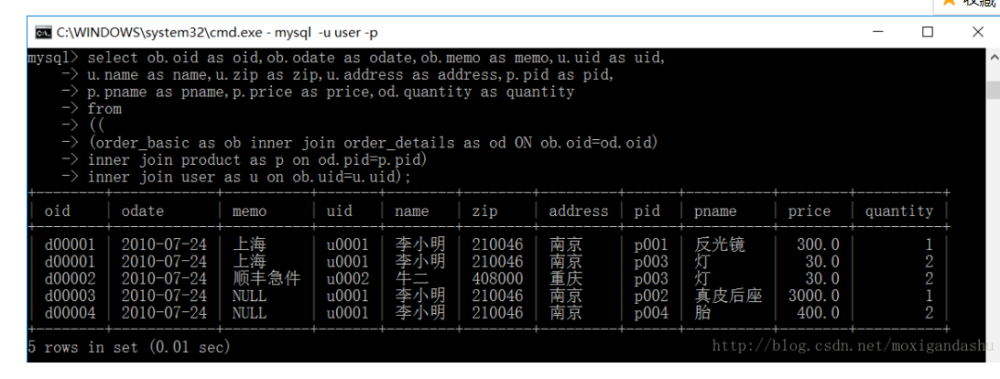 收藏
C:\WINDOWS\system32\cmd.exe - mysql -u user -p
mysql> select ob.oid as oid,ob.odate as odate,ob.memo as memo,u.uid as uid,
-> u.name as name,u.zip as zip,u.address as address,p.pid as pid,
-> p.pname as pname,p.price as price,od.quantity as quantity
-> from
-> ((
-> (order_basic as ob inner join order_details as od ON ob.oid=od.oid)
-> inner join product as p on od.pid=p.pid)
-> inner join user as u on ob.uid=u.uid);
+--------+------------+----------+-------+--------+--------+---------+------+----------+--------+----------+
| oid | odate | memo | uid | name | zip | address | pid | pname | price | quantity |
+--------+------------+----------+-------+--------+--------+---------+------+----------+--------+----------+
| d00001 | 2010-07-24 | 上海 | u0001 | 李小明 | 210046 | 南京 | p001 | 反光镜 | 300.0 | 1 |
| d00001 | 2010-07-24 | 上海 | u0001 | 李小明 | 210046 | 南京 | p003 | 灯 | 30.0 | 2 |
| d00002 | 2010-07-24 | 顺丰急件 | u0002 | 牛二 | 408000 | 重庆 | p003 | 灯 | 30.0 | 2 |
| d00003 | 2010-07-24 | NULL | u0001 | 李小明 | 210046 | 南京 | p002 | 真皮后座 | 3000.0 | 1 |
| d00004 | 2010-07-24 | NULL | u0001 | 李小明 | 210046 | 南京 | p004 | 胎 | 400.0 | 2 |
+--------+------------+----------+-------+--------+--------+---------+------+----------+--------+----------+
5 rows in set (0.01 sec)
http://blog.csdn.net/moxigandashu